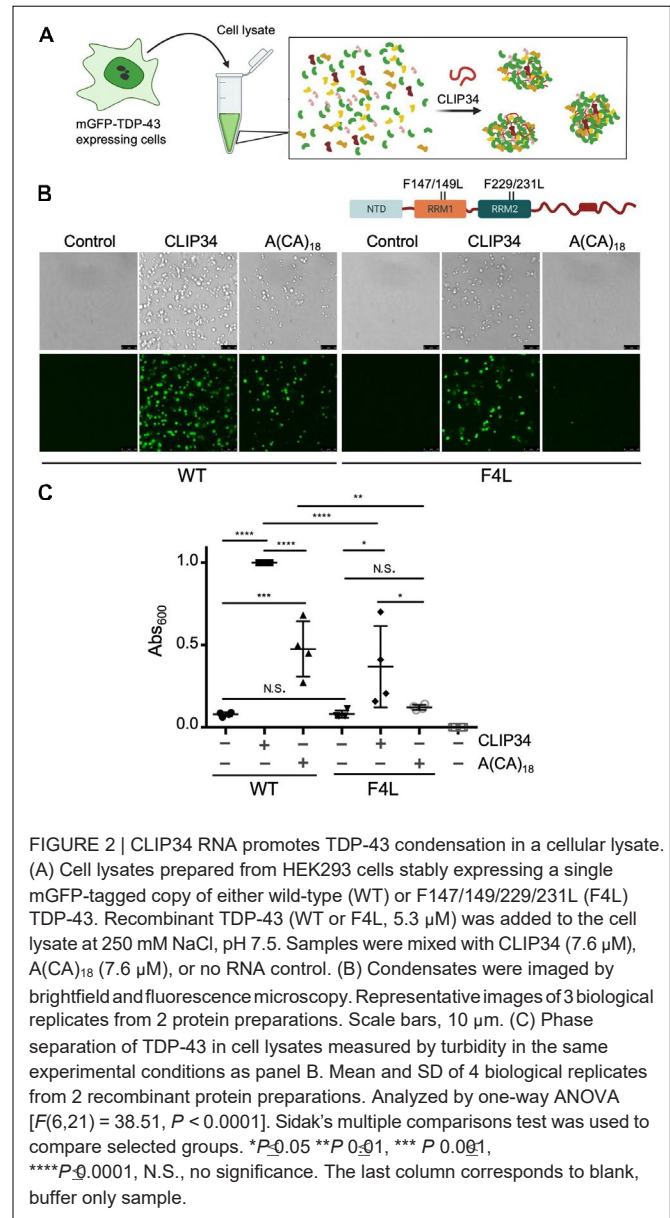 A
Cell lysate
mGFP-TDP-43
expressing cells
CLIP34
B
F147/149L F229/231L
NTD RRM1 RRM2
Control CLIP34 A(CA)₁₈ Control CLIP34 A(CA)₁₈
WT F4L
C
**
****
**** **** *
N.S.
*** *
N.S.
Abs₆₀₀
1.0
0.5
0.0
− + − − + − − CLIP34
− − + − − + − A(CA)₁₈
WT F4L
FIGURE 2 | CLIP34 RNA promotes TDP-43 condensation in a cellular lysate.
(A) Cell lysates prepared from HEK293 cells stably expressing a single
mGFP-tagged copy of either wild-type (WT) or F147/149/229/231L (F4L)
TDP-43. Recombinant TDP-43 (WT or F4L, 5.3 µM) was added to the cell
lysate at 250 mM NaCl, pH 7.5. Samples were mixed with CLIP34 (7.6 µM),
A(CA)₁₈ (7.6 µM), or no RNA control. (B) Condensates were imaged by
brightfield and fluorescence microscopy. Representative images of 3 biological
replicates from 2 protein preparations. Scale bars, 10 µm. (C) Phase
separation of TDP-43 in cell lysates measured by turbidity in the same
experimental conditions as panel B. Mean and SD of 4 biological replicates
from 2 recombinant protein preparations. Analyzed by one-way ANOVA
[F(6,21) = 38.51, P < 0.0001]. Sidak's multiple comparisons test was used to
compare selected groups. *P≤0.05 **P 0≤01, *** P 0.001≤,
****P≤0.0001, N.S., no significance. The last column corresponds to blank,
buffer only sample.